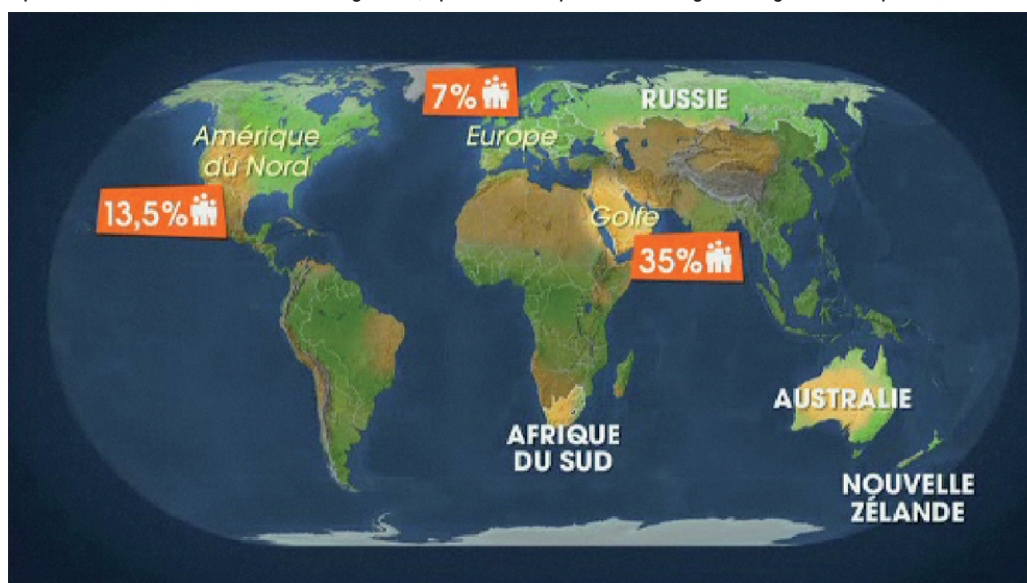 7%
RUSSIE
Amérique
du Nord
Europe
13,5%
Golfe
35%
AUSTRALIE
AFRIQUE
DU SUD
NOUVELLE
ZÉLANDE